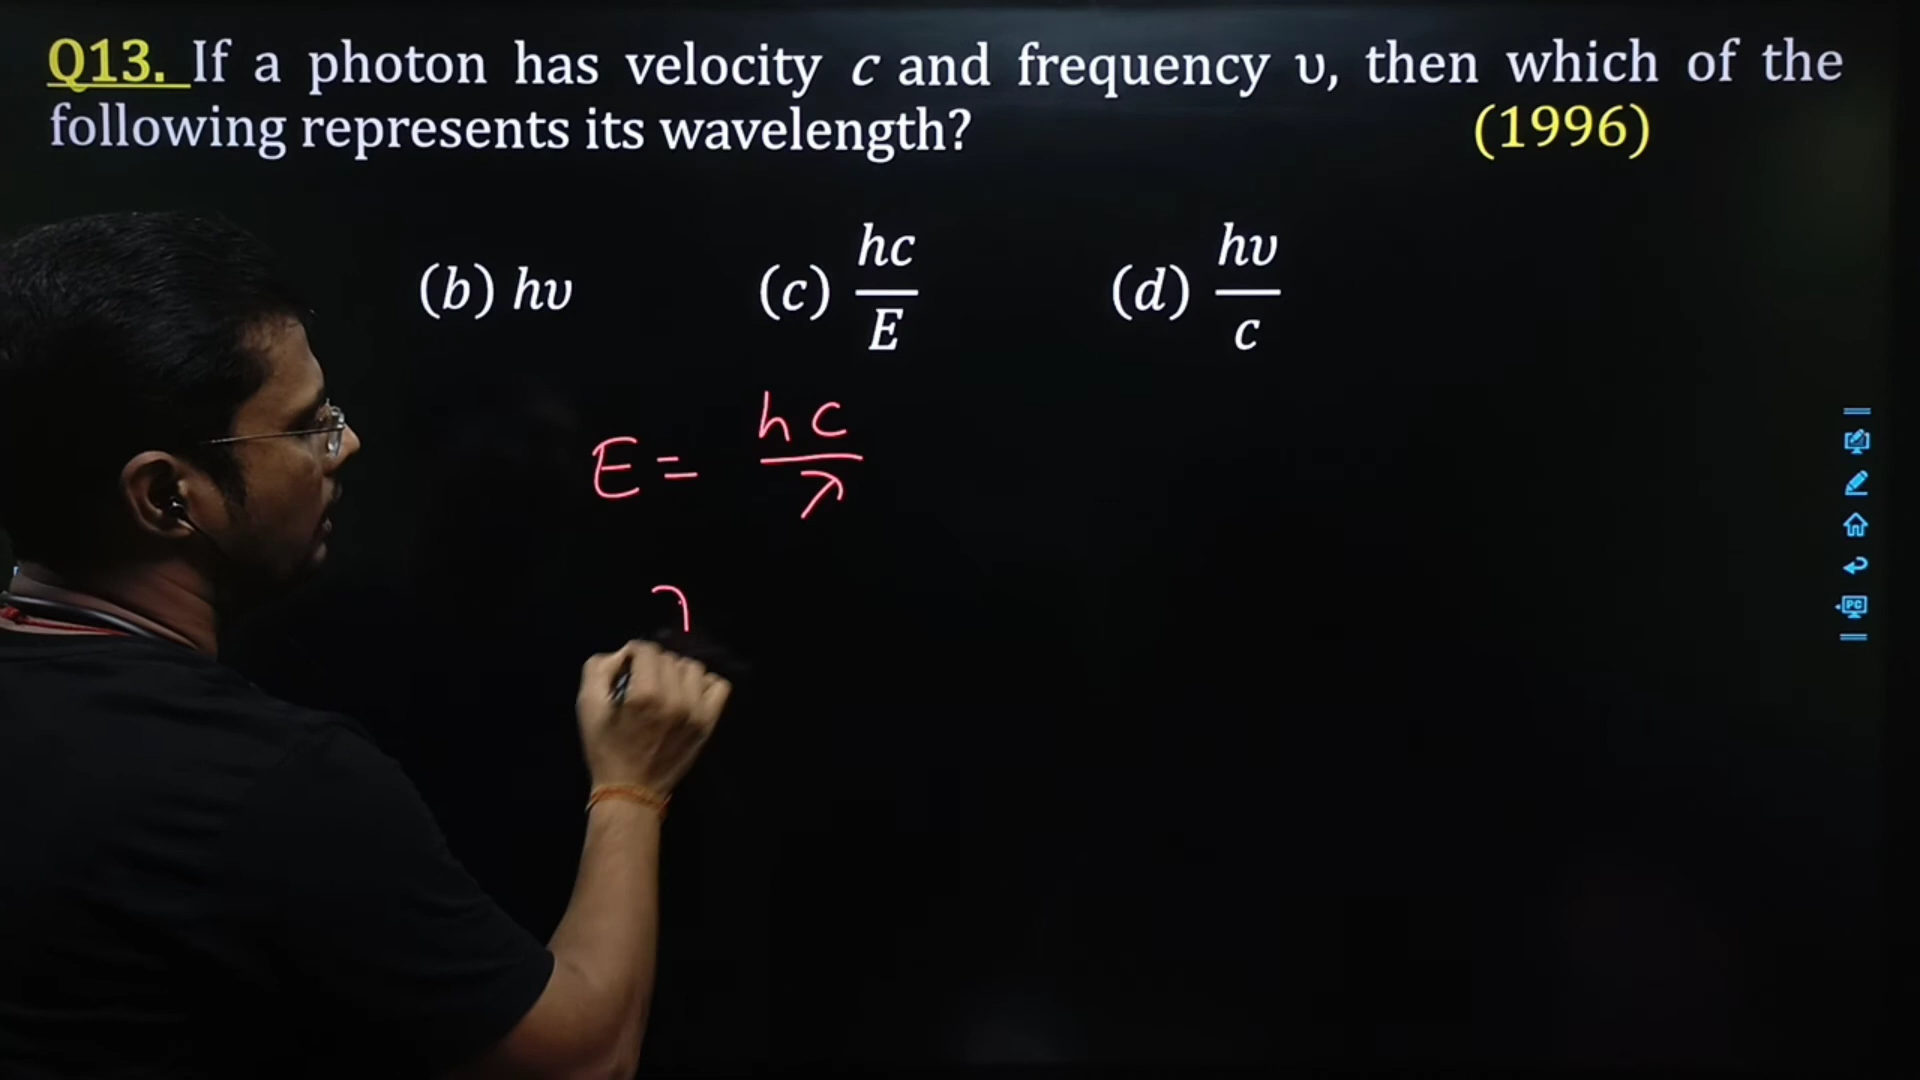 Q13. If a photon has velocity c and frequency υ, then which of the
following represents its wavelength? (1996)
(b) hυ (c) hc/E (d) hυ/c
E = hc/λ
λ
PC